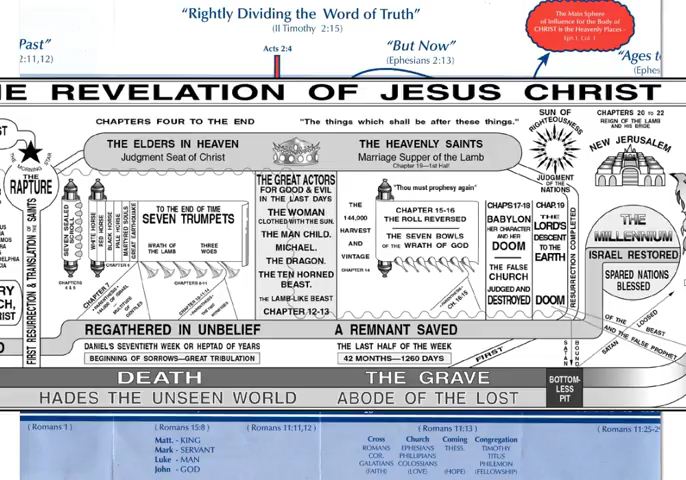 "Rightly Dividing the Word of Truth"
(II Timothy 2:15)
Past"
2:11,12)
Acts 2:4
"But Now"
(Ephesians 2:13)
The Main Sphere
of Influence for the Body of
CHRIST is the Heavenly Places -
"Ages to
(Ephes
E REVELATION OF JESUS CHRIST
CHAPTERS FOUR TO THE END
"The things which shall be after these things."
SUN OF
RIGHTEOUSNESS
CHAPTERS 20 TO 22
REIGN OF THE LAMB
AND HIS BRIDE
NEW JERUSALEM
THE ELDERS IN HEAVEN
Judgment Seat of Christ
THE HEAVENLY SAINTS
Marriage Supper of the Lamb
Chapter 19—1st Half
JUDGMENT
OF THE
NATIONS
MORNING STAR
THE
RAPTURE
FIRST RESURRECTION & TRANSLATION OF THE SAINTS
SEVEN SEALED
SCROLL
CHAPTERS
WHITE HORSE
RED HORSE
BLACK HORSE
PALE HORSE
MARTYRED SOULS
GREAT EARTHQUAKE
TO THE END OF TIME
SEVEN TRUMPETS
WRATH OF
THE LAMB
THREE
WOES
CHAPTER 7
CHAPTERS 8-11
THE GREAT ACTORS
FOR GOOD & EVIL
IN THE LAST DAYS
THE WOMAN
CLOTHED WITH THE SUN.
THE MAN CHILD.
MICHAEL.
THE DRAGON.
THE TEN HORNED
BEAST.
THE LAMB-LIKE BEAST
CHAPTER 12-13
THE
144,000
HARVEST
AND
VINTAGE
CHAPTER 14
"Thou must prophesy again"
CHAPTER 15-16
THE ROLL REVERSED
THE SEVEN BOWLS
OF THE WRATH OF GOD
CHAPS17-18
BABYLON
HER CHARACTER
AND HER
DOOM
THE FALSE
CHURCH
JUDGED AND
DESTROYED
CHAP.19
THE
LORD'S
DESCENT
TO THE
EARTH
DOOM
RESURRECTION COMPLETED
THE
MILLENNIUM
ISRAEL RESTORED
SPARED NATIONS
BLESSED
REGATHERED IN UNBELIEF
DANIEL'S SEVENTIETH WEEK OR HEPTAD OF YEARS
BEGINNING OF SORROWS—GREAT TRIBULATION
A REMNANT SAVED
THE LAST HALF OF THE WEEK
42 MONTHS—1260 DAYS
FIRST
SATAN
BOUND
SATAN LOOSED
OF THE BEAST
AND THE FALSE PROPHET
DEATH
THE GRAVE
HADES THE UNSEEN WORLD
ABODE OF THE LOST
BOTTOM-
LESS
PIT
( Romans 1 )
( Romans 15:8 )
( Romans 11:11,12 )
( Romans 11:13 )
( Romans 11:25-2
Matt. - KING
Mark - SERVANT
Luke - MAN
John - GOD
Cross Church Coming Congregation
ROMANS EPHESIANS THESS. TIMOTHY
COR. PHILIPPIANS TITUS
GALATIANS COLOSSIANS PHILEMON
(FAITH) (LOVE) (HOPE) (FELLOWSHIP)